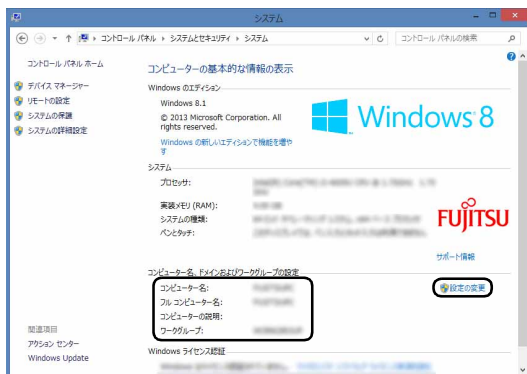 システム
コントロール パネル ▸ システムとセキュリティ ▸ システム
コントロール パネルの検索
コントロール パネル ホーム
デバイス マネージャー
リモートの設定
システムの保護
システムの詳細設定
コンピューターの基本的な情報の表示
Windows のエディション
Windows 8.1
© 2013 Microsoft Corporation. All
rights reserved.
Windows の新しいエディションで機能を増や
す
Windows 8
システム
プロセッサ:
実装メモリ (RAM):
システムの種類:
ペンとタッチ:
FUJITSU
サポート情報
コンピューター名、ドメインおよびワークグループの設定
コンピューター名:
フル コンピューター名:
コンピューターの説明:
ワークグループ:
設定の変更
Windows ライセンス認証
関連項目
アクション センター
Windows Update